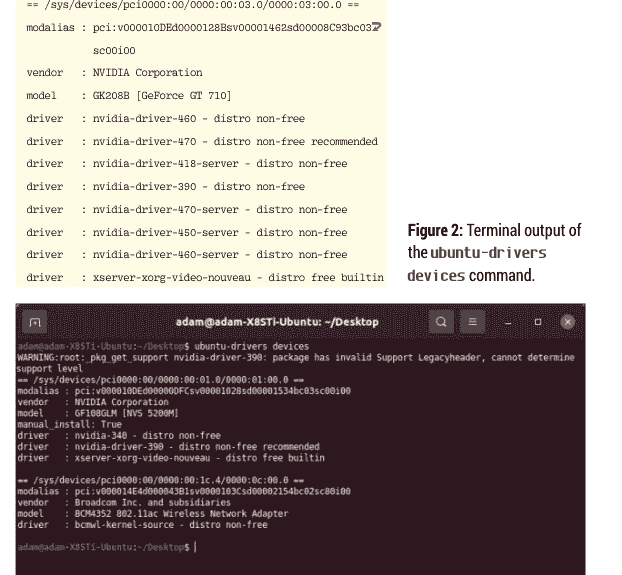 == /sys/devices/pci0000:00/0000:00:03.0/0000:03:00.0 ==
modalias : pci:v000010DEd0000128Bsv00001462sd00008C93bc03
sc00i00
vendor   : NVIDIA Corporation
model    : GK208B [GeForce GT 710]
driver   : nvidia-driver-460 - distro non-free
driver   : nvidia-driver-470 - distro non-free recommended
driver   : nvidia-driver-418-server - distro non-free
driver   : nvidia-driver-390 - distro non-free
driver   : nvidia-driver-470-server - distro non-free
driver   : nvidia-driver-450-server - distro non-free
driver   : nvidia-driver-460-server - distro non-free
driver   : xserver-xorg-video-nouveau - distro free builtin
Figure 2: Terminal output of
the ubuntu-drivers
devices command.
adam@adam-X8STi-Ubuntu: ~/Desktop
adam@adam-X8STi-Ubuntu:~/Desktop$ ubuntu-drivers devices
WARNING:root:_pkg_get_support nvidia-driver-390: package has invalid Support Legacyheader, cannot determine
support level
== /sys/devices/pci0000:00/0000:00:01.0/0000:01:00.0 ==
modalias : pci:v000010DEd00000DFCsv00001028sd00001534bc03sc00i00
vendor   : NVIDIA Corporation
model    : GF108GLM [NVS 5200M]
manual_install: True
driver   : nvidia-340 - distro non-free
driver   : nvidia-driver-390 - distro non-free recommended
driver   : xserver-xorg-video-nouveau - distro free builtin
== /sys/devices/pci0000:00/0000:00:1c.4/0000:0c:00.0 ==
modalias : pci:v000014E4d000043B1sv0000103Csd00002154bc02sc80i00
vendor   : Broadcom Inc. and subsidiaries
model    : BCM4352 802.11ac Wireless Network Adapter
driver   : bcmwl-kernel-source - distro non-free
adam@adam-X8STi-Ubuntu:~/Desktop$